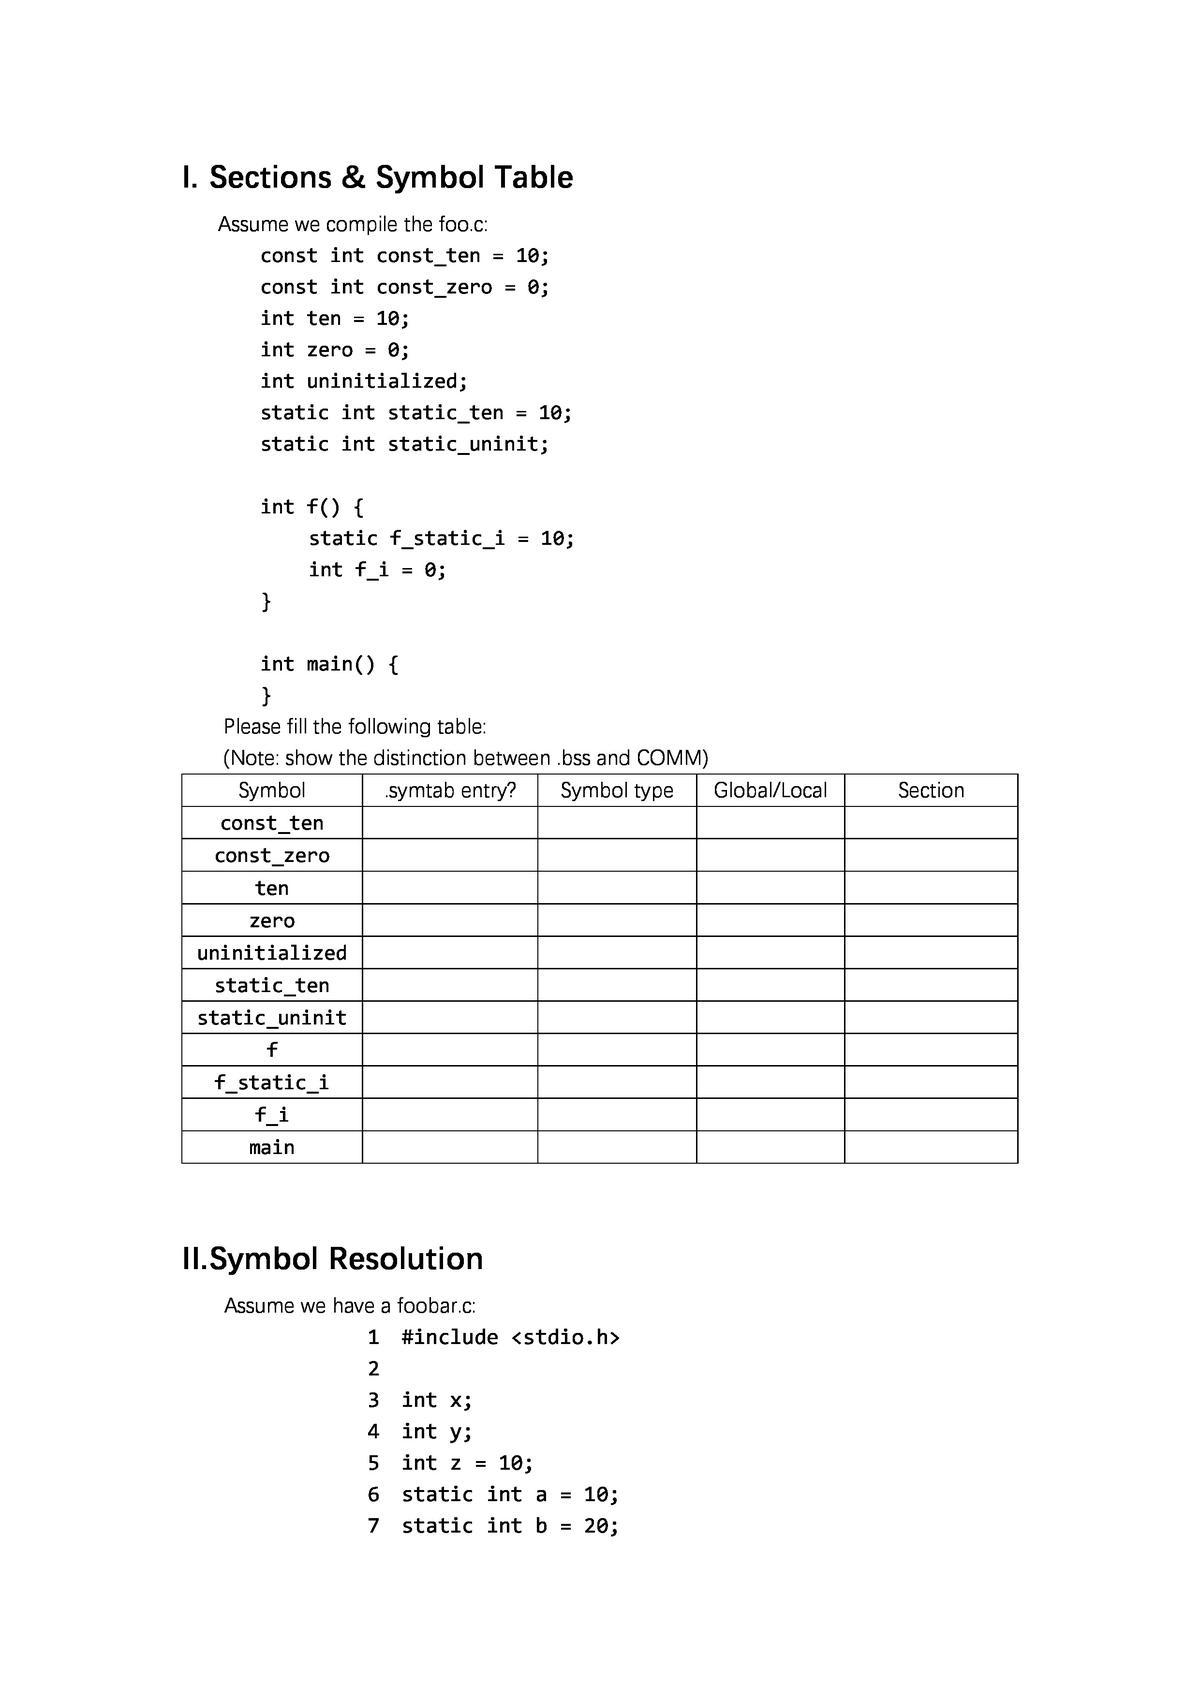 I. Sections & Symbol Table
Assume we compile the foo.c:
const int const_ten = 10;
const int const_zero = 0;
int ten = 10;
int zero = 0;
int uninitialized;
static int static_ten = 10;
static int static_uninit;
int f() {
static f_static_i = 10;
int f_i = 0;
}
int main() {
}
Please fill the following table:
(Note: show the distinction between .bss and COMM)
Symbol .symtab entry? Symbol type Global/Local Section
const_ten
const_zero
ten
zero
uninitialized
static_ten
static_uninit
f
f_static_i
f_i
main
II.Symbol Resolution
Assume we have a foobar.c:
1 #include <stdio.h>
2
3 int x;
4 int y;
5 int z = 10;
6 static int a = 10;
7 static int b = 20;